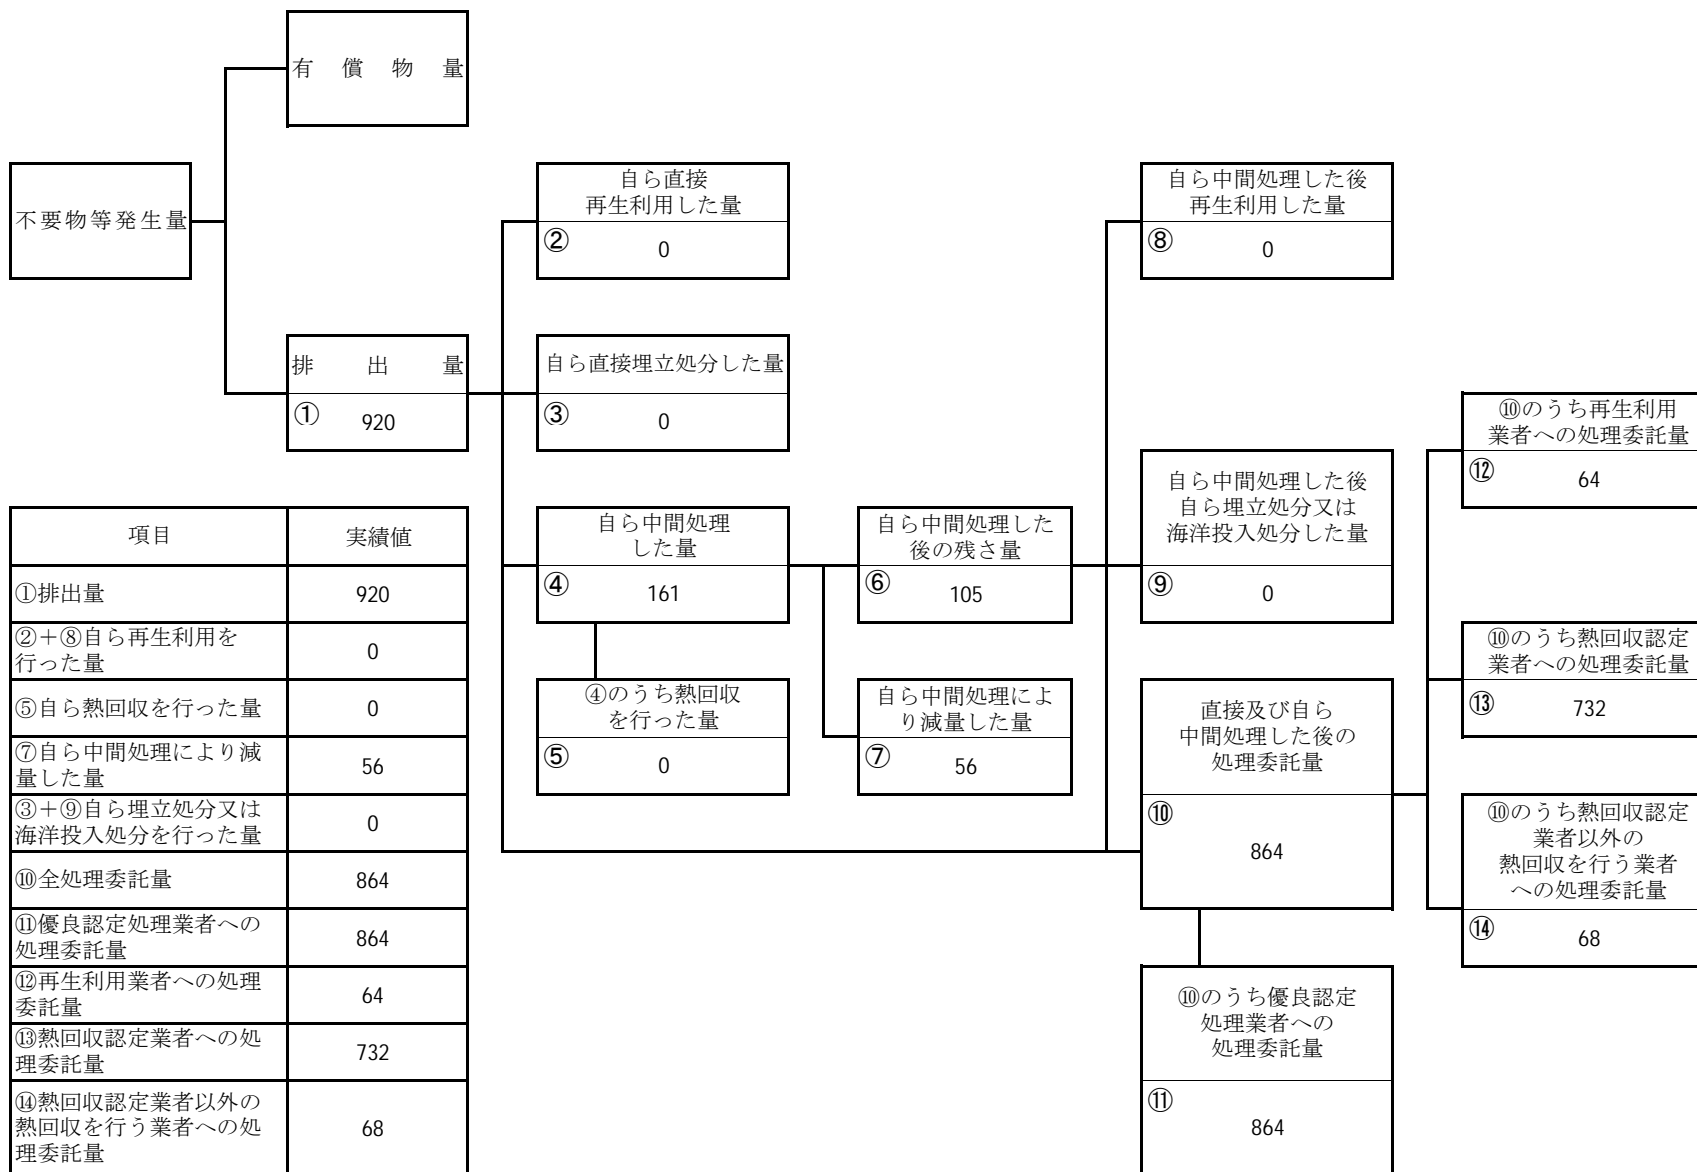 有償物量
不要物等発生量
排出量
① 920
自ら直接
再生利用した量
② 0
自ら直接埋立処分した量
③ 0
自ら中間処理
した量
④ 161
④のうち熱回収
を行った量
⑤ 0
自ら中間処理した
後の残さ量
⑥ 105
自ら中間処理によ
り減量した量
⑦ 56
自ら中間処理した後
再生利用した量
⑧ 0
自ら中間処理した後
自ら埋立処分又は
海洋投入処分した量
⑨ 0
直接及び自ら
中間処理した後の
処理委託量
⑩
864
⑩のうち優良認定
処理業者への
処理委託量
⑪
864
⑩のうち再生利用
業者への処理委託量
⑫ 64
⑩のうち熱回収認定
業者への処理委託量
⑬ 732
⑩のうち熱回収認定
業者以外の
熱回収を行う業者
への処理委託量
⑭ 68
項目 実績値
①排出量 920
②+⑧自ら再生利用を
行った量 0
⑤自ら熱回収を行った量 0
⑦自ら中間処理により減
量した量 56
③+⑨自ら埋立処分又は
海洋投入処分を行った量 0
⑩全処理委託量 864
⑪優良認定処理業者への
処理委託量 864
⑫再生利用業者への処理
委託量 64
⑬熱回収認定業者への処
理委託量 732
⑭熱回収認定業者以外の
熱回収を行う業者への処
理委託量 68